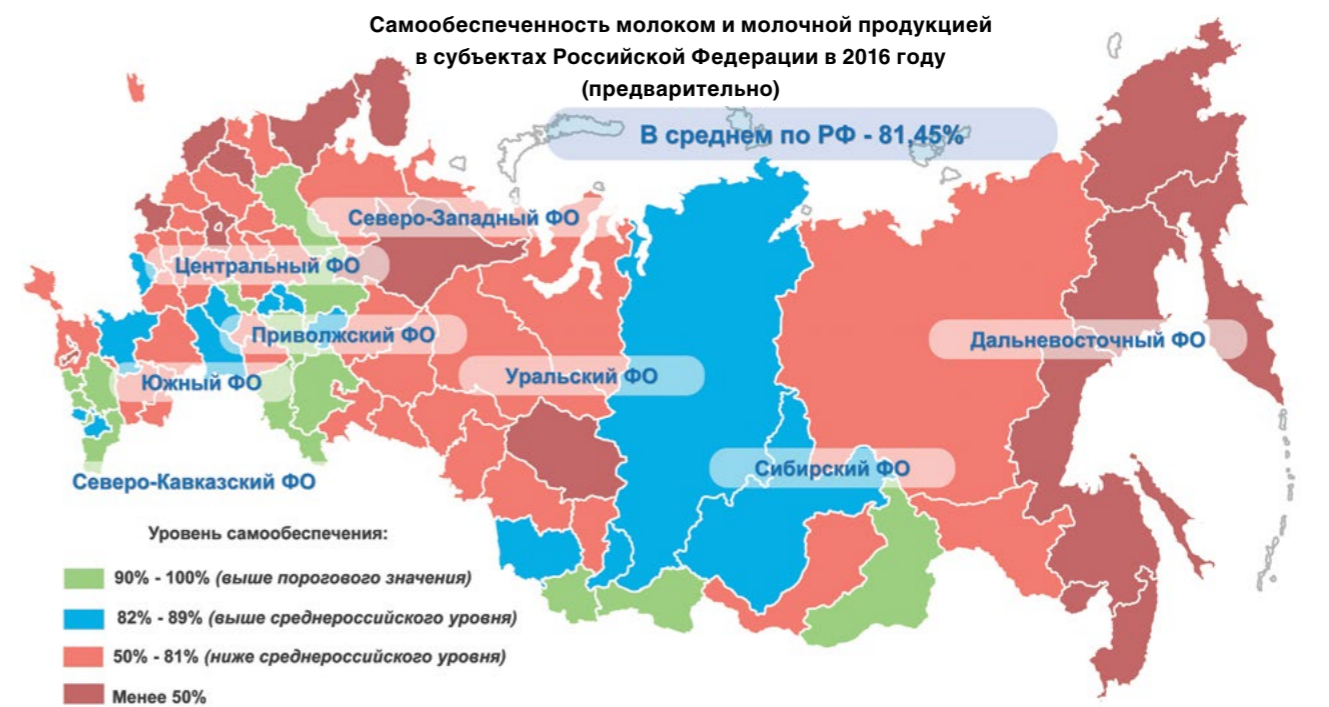 Самообеспеченность молоком и молочной продукцией
в субъектах Российской Федерации в 2016 году
(предварительно)
В среднем по РФ - 81,45%
Северо-Западный ФО
Центральный ФО
Приволжский ФО
Дальневосточный ФО
Южный ФО
Уральский ФО
Сибирский ФО
Северо-Кавказский ФО
Уровень самообеспечения:
90% - 100% (выше порогового значения)
82% - 89% (выше среднероссийского уровня)
50% - 81% (ниже среднероссийского уровня)
Менее 50%